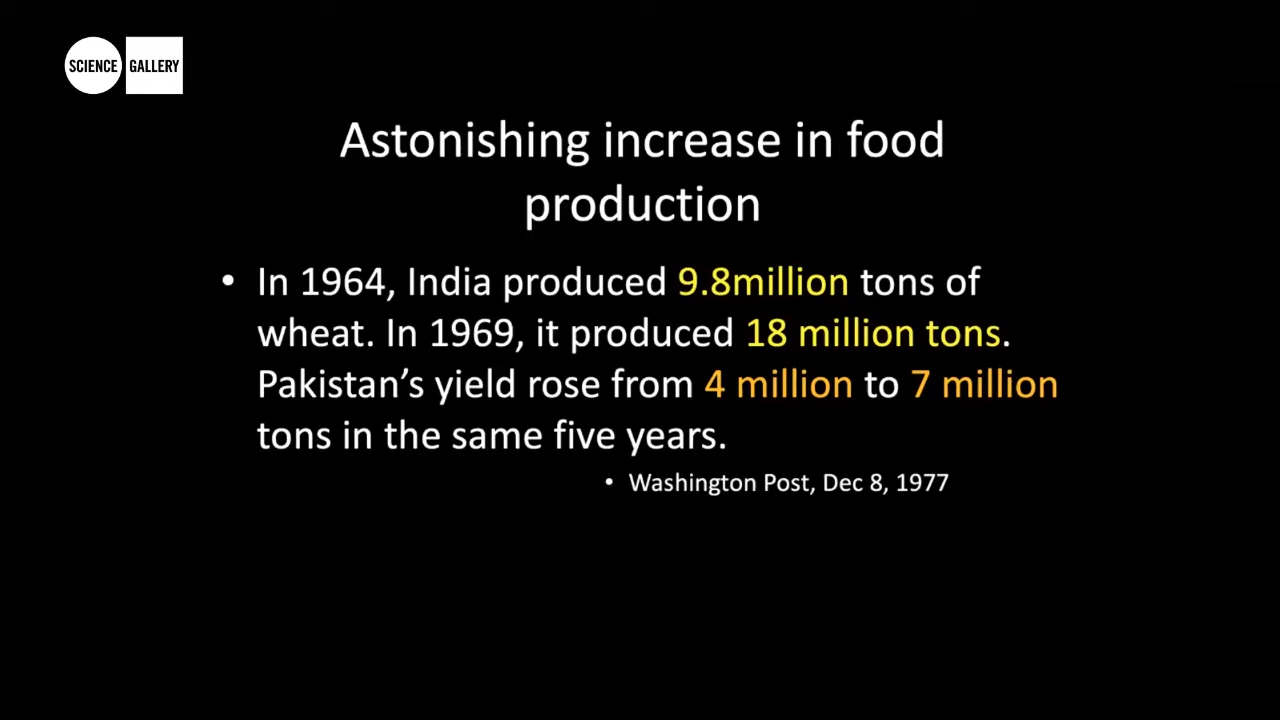 SCIENCE GALLERY
Astonishing increase in food
production
• In 1964, India produced 9.8million tons of
wheat. In 1969, it produced 18 million tons.
Pakistan’s yield rose from 4 million to 7 million
tons in the same five years.
• Washington Post, Dec 8, 1977